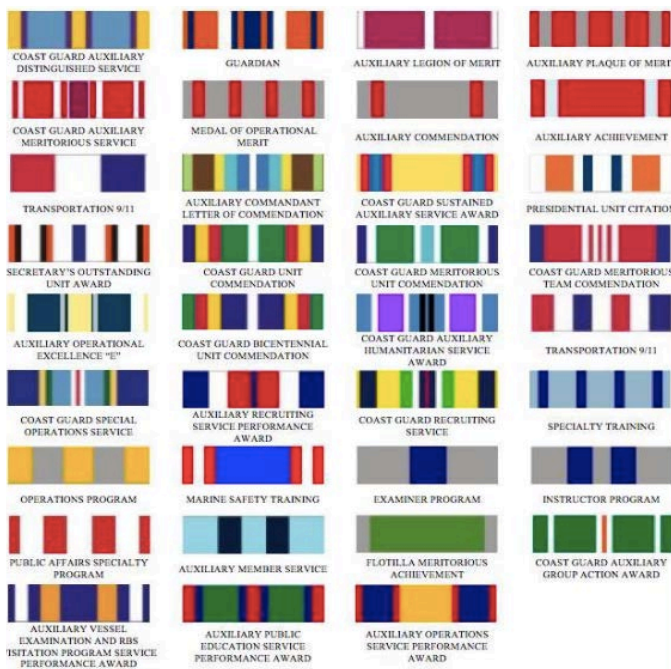 COAST GUARD AUXILIARY
DISTINGUISHED SERVICE
GUARDIAN
AUXILIARY LEGION OF MERIT
AUXILIARY PLAQUE OF MERIT
COAST GUARD AUXILIARY
MERITORIOUS SERVICE
MEDAL OF OPERATIONAL
MERIT
AUXILIARY COMMENDATION
AUXILIARY ACHIEVEMENT
TRANSPORTATION 9/11
AUXILIARY COMMANDANT
LETTER OF COMMENDATION
COAST GUARD SUSTAINED
AUXILIARY SERVICE AWARD
PRESIDENTIAL UNIT CITATION
SECRETARY'S OUTSTANDING
UNIT AWARD
COAST GUARD UNIT
COMMENDATION
COAST GUARD MERITORIOUS
UNIT COMMENDATION
COAST GUARD MERITORIOUS
TEAM COMMENDATION
AUXILIARY OPERATIONAL
EXCELLENCE "E"
COAST GUARD BICENTENNIAL
UNIT COMMENDATION
COAST GUARD AUXILIARY
HUMANITARIAN SERVICE
AWARD
TRANSPORTATION 9/11
COAST GUARD SPECIAL
OPERATIONS SERVICE
AUXILIARY RECRUITING
SERVICE PERFORMANCE
AWARD
COAST GUARD RECRUITING
SERVICE
SPECIALTY TRAINING
OPERATIONS PROGRAM
MARINE SAFETY TRAINING
EXAMINER PROGRAM
INSTRUCTOR PROGRAM
PUBLIC AFFAIRS SPECIALTY
PROGRAM
AUXILIARY MEMBER SERVICE
FLOTILLA MERITORIOUS
ACHIEVEMENT
COAST GUARD AUXILIARY
GROUP ACTION AWARD
AUXILIARY VESSEL
EXAMINATION AND RBS
VISITATION PROGRAM SERVICE
PERFORMANCE AWARD
AUXILIARY PUBLIC
EDUCATION SERVICE
PERFORMANCE AWARD
AUXILIARY OPERATIONS
SERVICE PERFORMANCE
AWARD